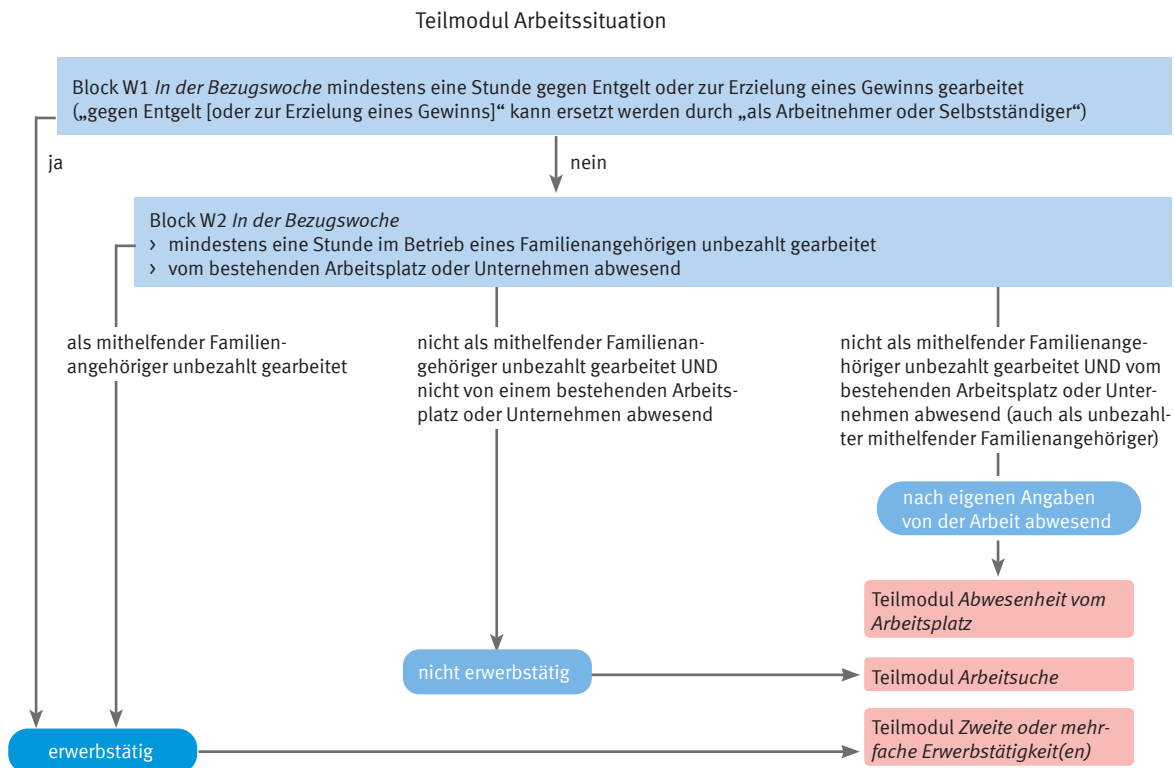 Teilmodul Arbeitssituation
Block W1 In der Bezugswoche mindestens eine Stunde gegen Entgelt oder zur Erzielung eines Gewinns gearbeitet
(„gegen Entgelt [oder zur Erzielung eines Gewinns]“ kann ersetzt werden durch „als Arbeitnehmer oder Selbstständiger“)
ja
nein
Block W2 In der Bezugswoche
› mindestens eine Stunde im Betrieb eines Familienangehörigen unbezahlt gearbeitet
› vom bestehenden Arbeitsplatz oder Unternehmen abwesend
als mithelfender Familien-
angehöriger unbezahlt gearbeitet
nicht als mithelfender Familienan-
gehöriger unbezahlt gearbeitet UND
nicht von einem bestehenden Arbeits-
platz oder Unternehmen abwesend
nicht als mithelfender Familienange-
höriger unbezahlt gearbeitet UND vom
bestehenden Arbeitsplatz oder Unter-
nehmen abwesend (auch als unbezahl-
ter mithelfender Familienangehöriger)
nach eigenen Angaben
von der Arbeit abwesend
Teilmodul Abwesenheit vom
Arbeitsplatz
nicht erwerbstätig
Teilmodul Arbeitsuche
erwerbstätig
Teilmodul Zweite oder mehr-
fache Erwerbstätigkeit(en)